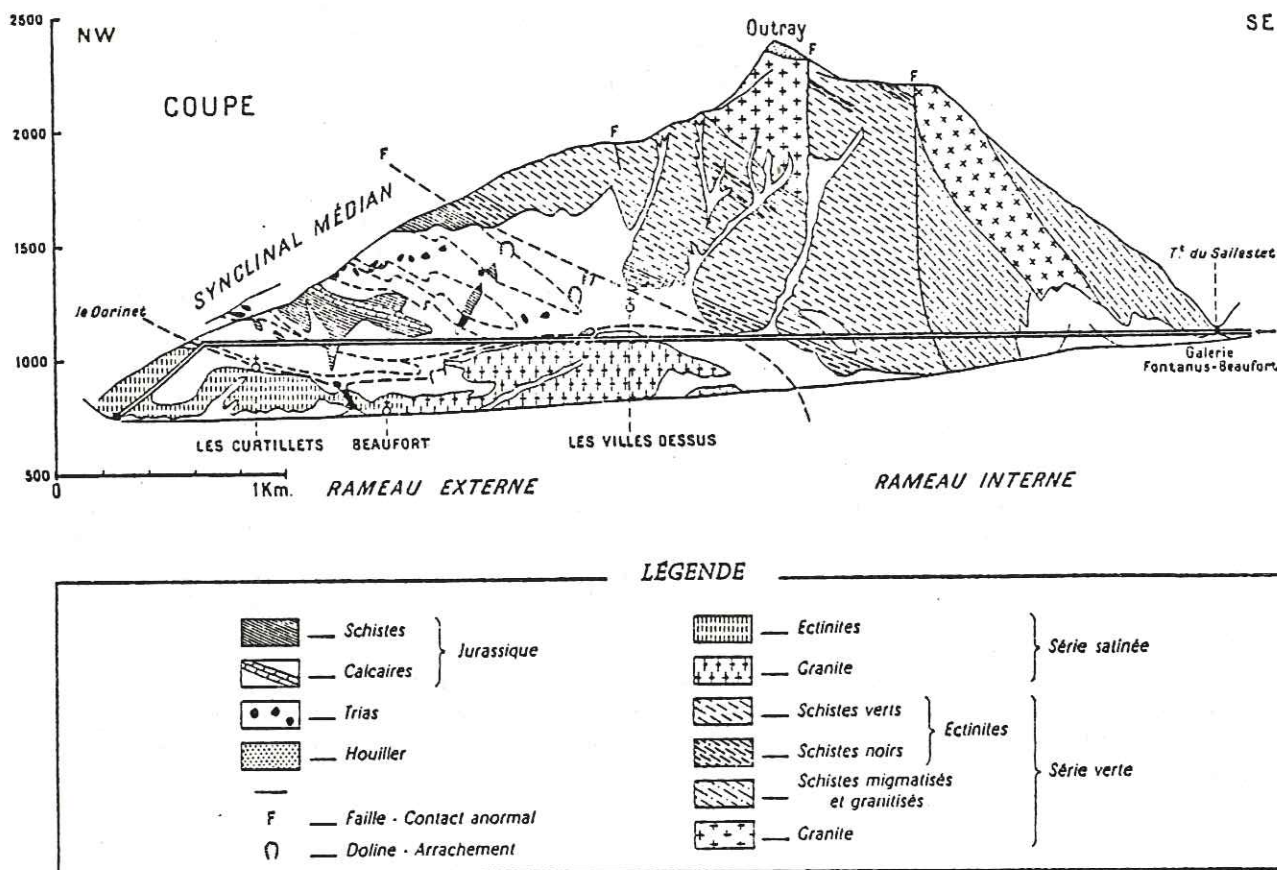 2500
NW
Outray
SE
F
F
COUPE
2000
F
F
SYNCLINAL MÉDIAN
1500
F?
Tt du Sallestet
le Dorinet
1000
Galerie
Fontanus-Beaufort
LES CURTILLETS
BEAUFORT
LES VILLES DESSUS
500
0
1Km.
RAMEAU EXTERNE
RAMEAU INTERNE
LÉGENDE
Schistes
Calcaires
Jurassique
Trias
Houiller
F
Faille - Contact anormal
Doline - Arrachement
Ectinites
Granite
Série satinée
Schistes verts
Schistes noirs
Ectinites
Schistes migmatisés
et granitisés
Granite
Série verte